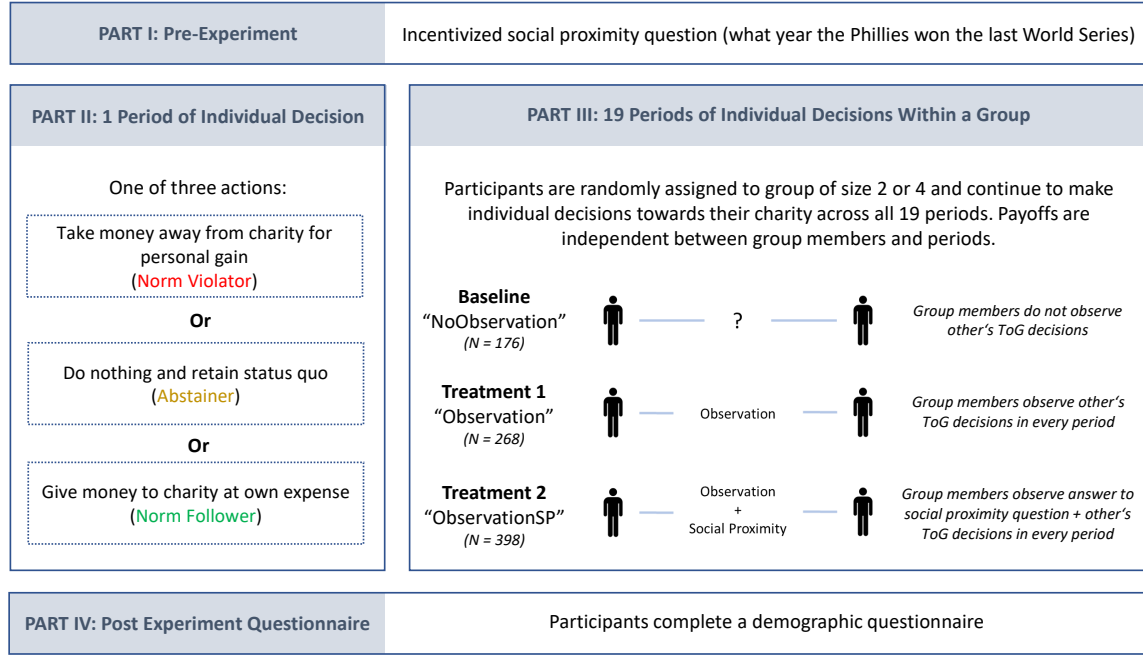 PART I: Pre-Experiment
Incentivized social proximity question (what year the Phillies won the last World Series)
PART II: 1 Period of Individual Decision
One of three actions:
Take money away from charity for
personal gain
(Norm Violator)
Or
Do nothing and retain status quo
(Abstainer)
Or
Give money to charity at own expense
(Norm Follower)
PART III: 19 Periods of Individual Decisions Within a Group
Participants are randomly assigned to group of size 2 or 4 and continue to make
individual decisions towards their charity across all 19 periods. Payoffs are
independent between group members and periods.
Baseline
“NoObservation”
(N = 176)
?
Group members do not observe
other‘s ToG decisions
Treatment 1
“Observation”
(N = 268)
Observation
Group members observe other‘s
ToG decisions in every period
Treatment 2
“ObservationSP”
(N = 398)
Observation
+
Social Proximity
Group members observe answer to
social proximity question + other‘s
ToG decisions in every period
PART IV: Post Experiment Questionnaire
Participants complete a demographic questionnaire